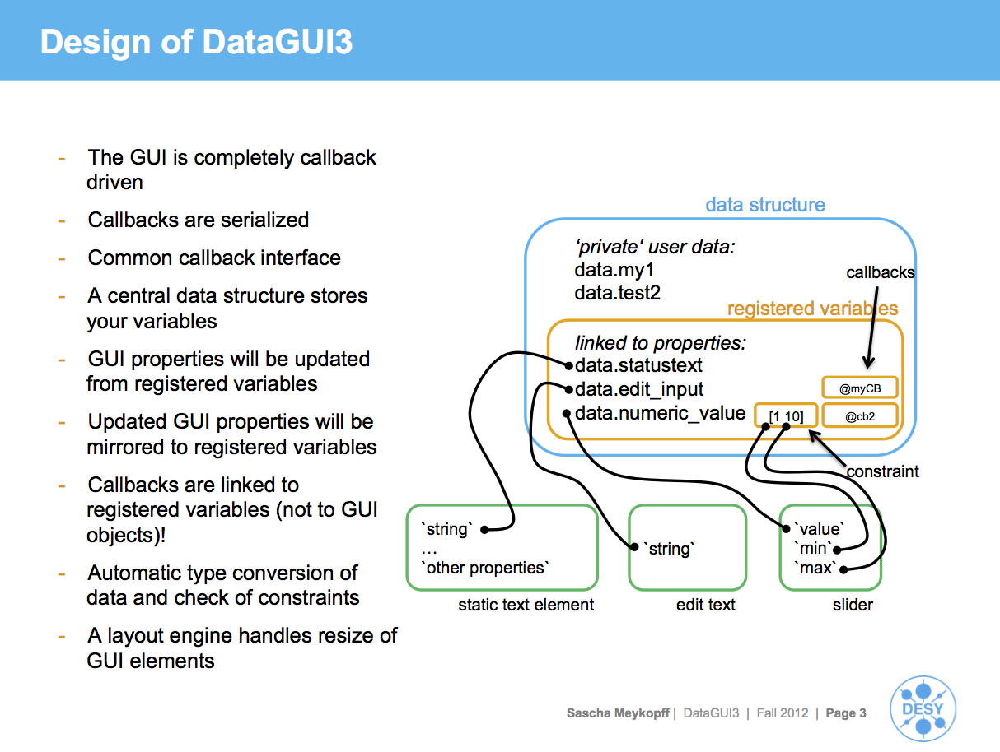 Design of DataGUI3
- The GUI is completely callback
driven
- Callbacks are serialized
- Common callback interface
- A central data structure stores
your variables
- GUI properties will be updated
from registered variables
- Updated GUI properties will be
mirrored to registered variables
- Callbacks are linked to
registered variables (not to GUI
objects)!
- Automatic type conversion of
data and check of constraints
- A layout engine handles resize of
GUI elements
data structure
‘private‘ user data:
data.my1
data.test2
callbacks
registered variables
linked to properties:
data.statustext
data.edit_input
@myCB
data.numeric_value
[1 10]
@cb2
constraint
`string`
...
`other properties`
static text element
`string`
edit text
`value`
`min`
`max`
slider
Sascha Meykopff | DataGUI3 | Fall 2012 | Page 3
DESY